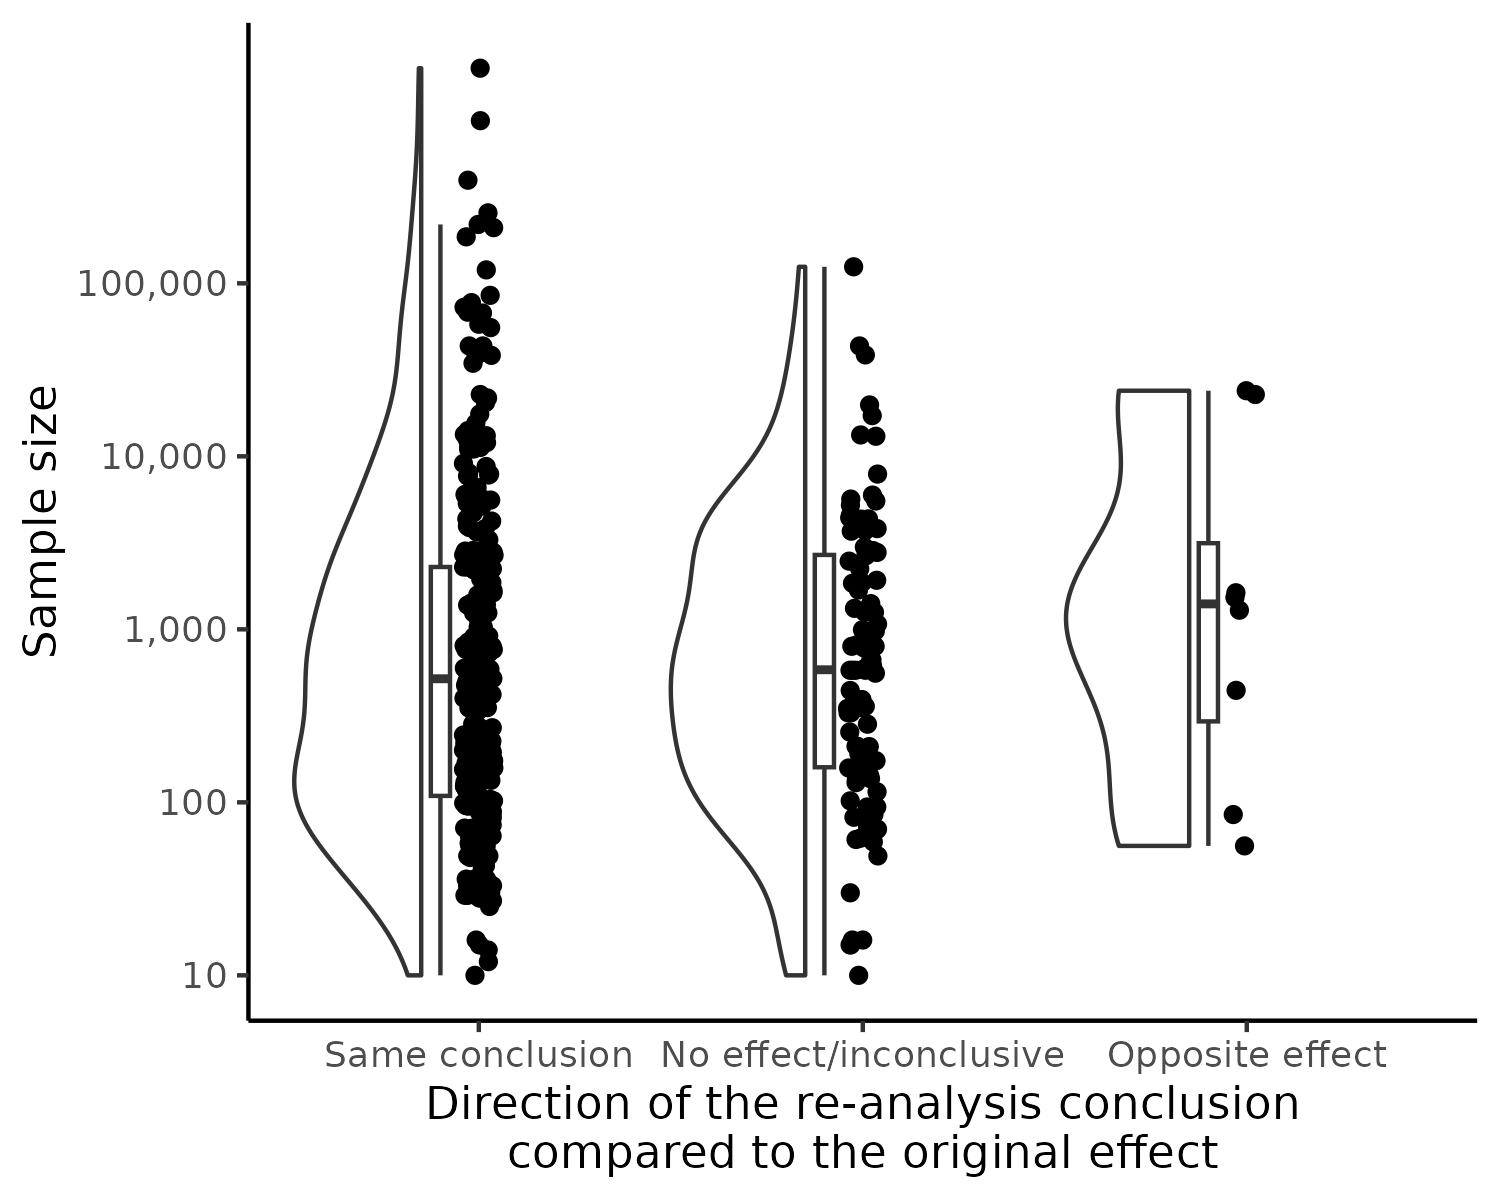 Sample size
100,000
10,000
1,000
100
10
Same conclusion
No effect/inconclusive
Opposite effect
Direction of the re-analysis conclusion
compared to the original effect